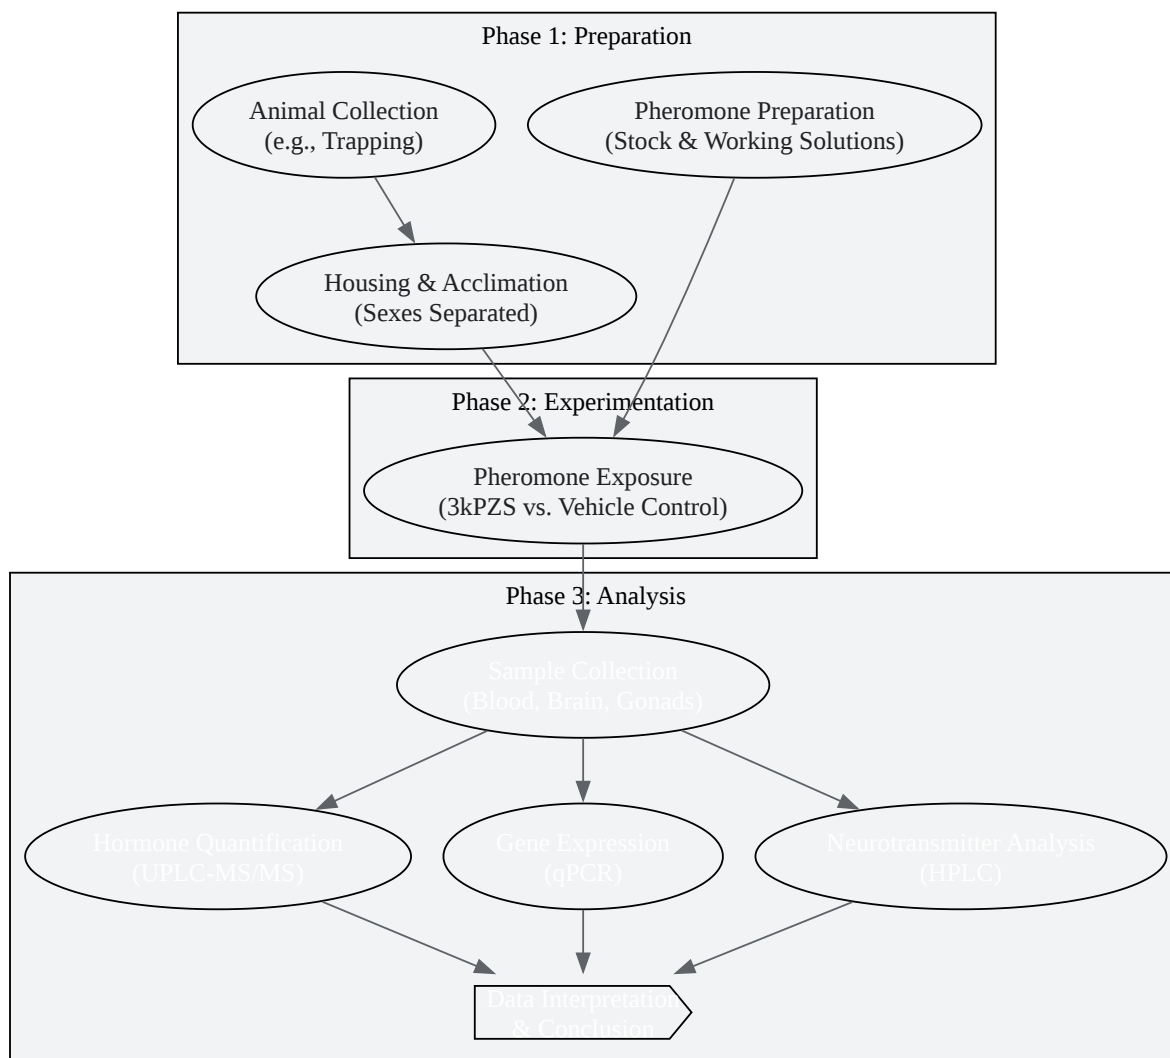 Phase 1: Preparation
Animal Collection
(e.g., Trapping)
Pheromone Preparation
(Stock & Working Solutions)
Housing & Acclimation
(Sexes Separated)
Phase 2: Experimentation
Pheromone Exposure
(3kPZS vs. Vehicle Control)
Phase 3: Analysis
Sample Collection
(Blood, Brain, Gonads)
Hormone Quantification
(UPLC-MS/MS)
Gene Expression
(qPCR)
Neurotransmitter Analysis
(HPLC)
Data Interpretation
& Conclusion